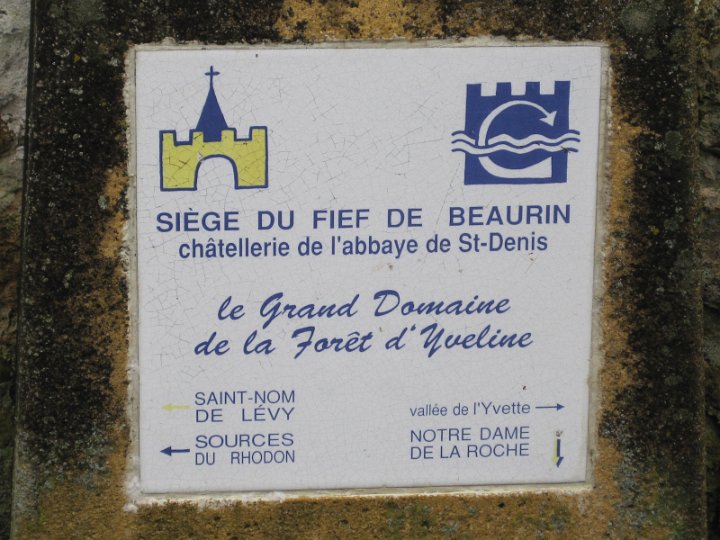 SIÈGE DU FIEF DE BEAURIN
châtellerie de l'abbaye de St-Denis
le Grand Domaine
de la Forêt d'Yveline
SAINT-NOM
DE LÉVY
SOURCES
DU RHODON
vallée de l'Yvette
NOTRE DAME
DE LA ROCHE